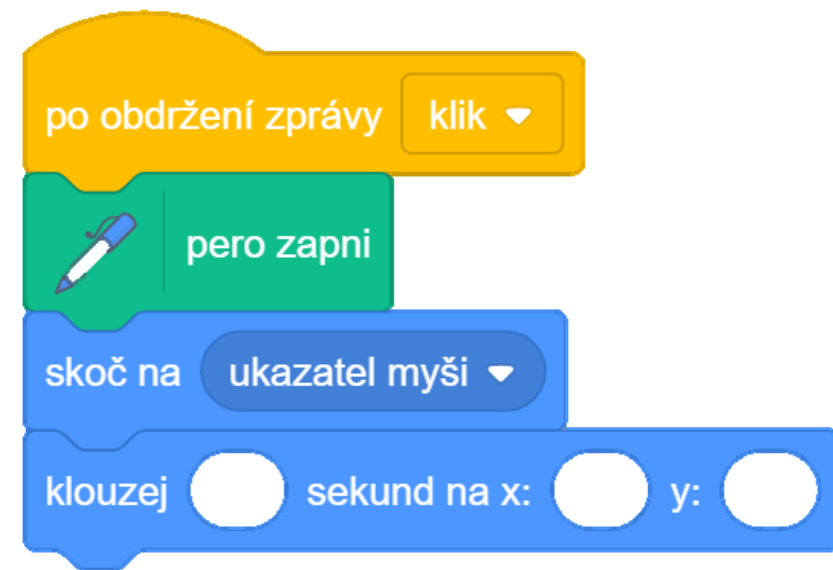 po obdržení zprávy klik
pero zapni
skoč na ukazatel myši
klouzej sekund na x: y: